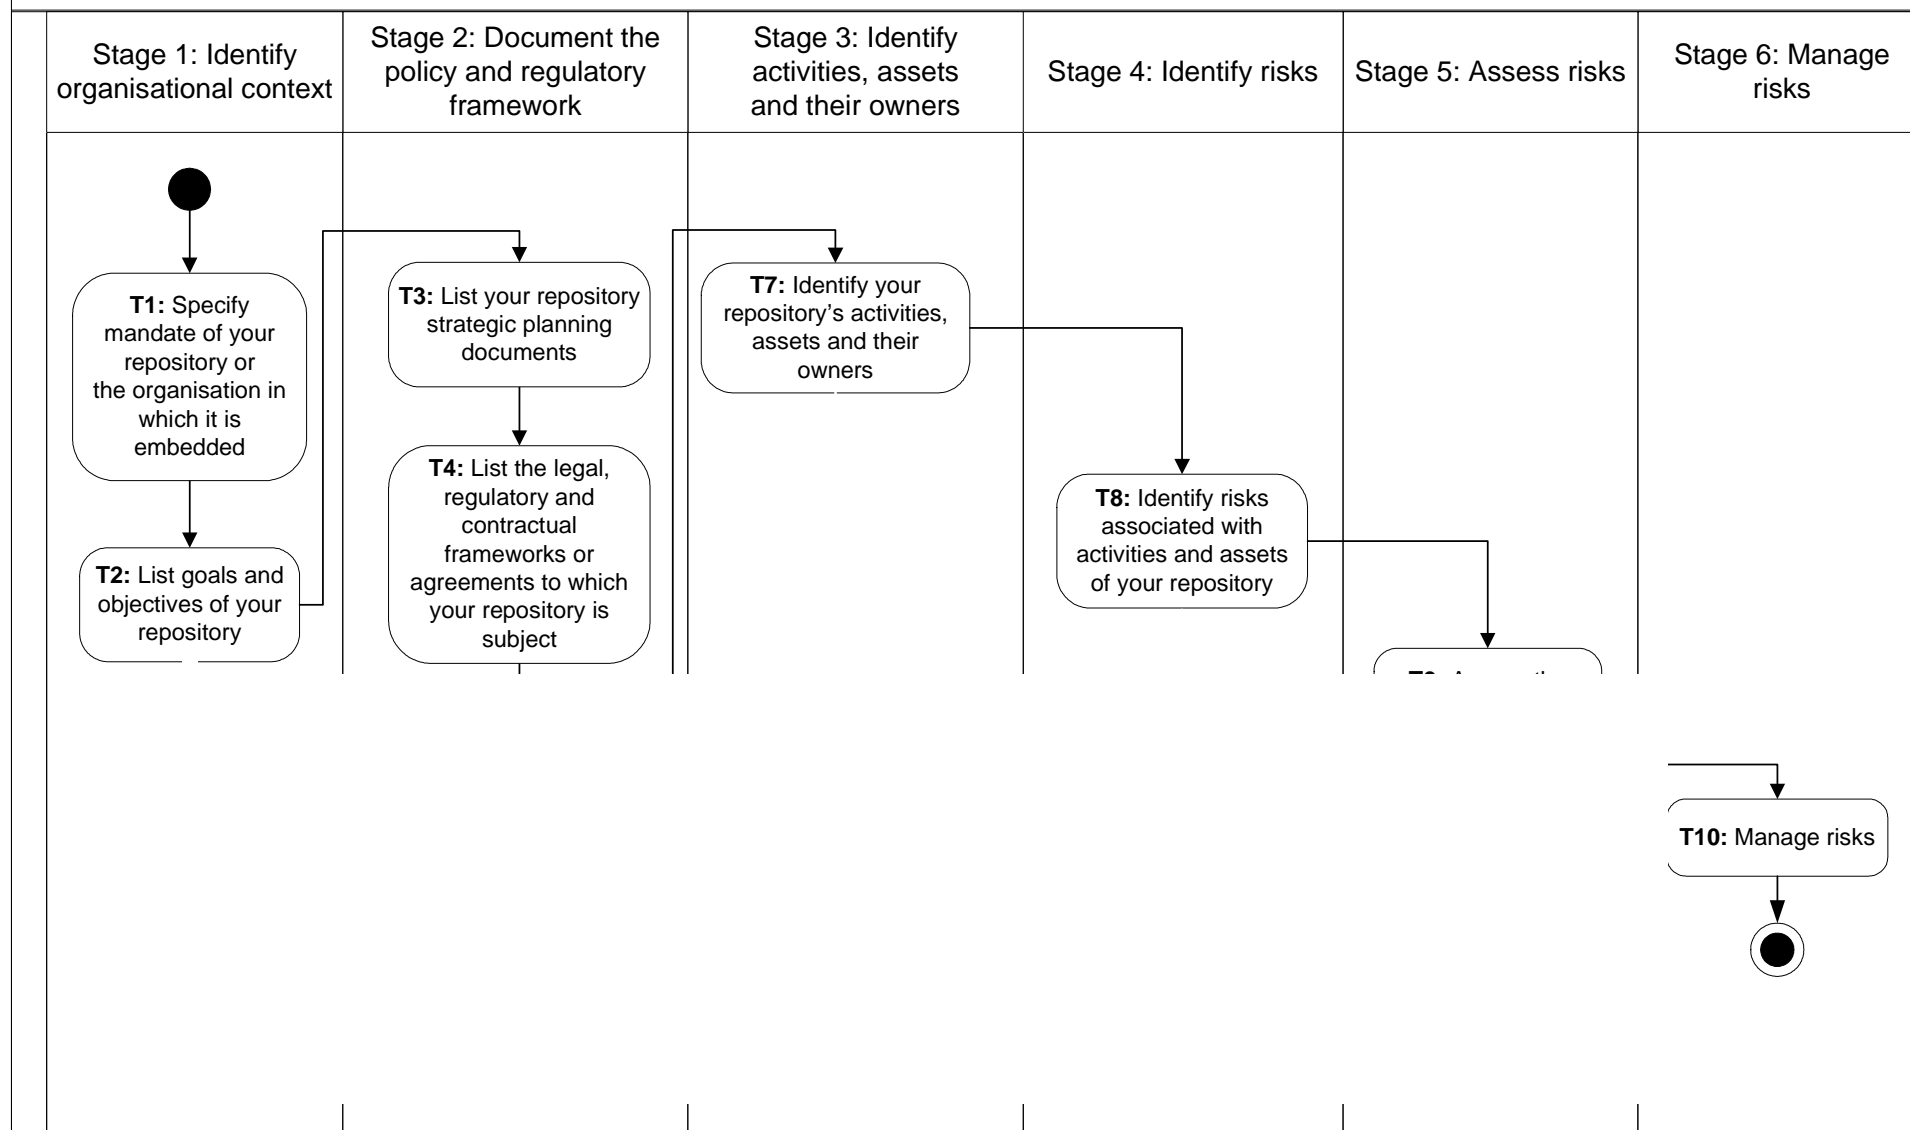 Stage 1: Identify
organisational context
Stage 2: Document the
policy and regulatory
framework
Stage 3: Identify
activities, assets
and their owners
Stage 4: Identify risks
Stage 5: Assess risks
Stage 6: Manage
risks
T1: Specify
mandate of your
repository or
the organisation in
which it is
embedded
T2: List goals and
objectives of your
repository
T3: List your repository
strategic planning
documents
T4: List the legal,
regulatory and
contractual
frameworks or
agreements to which
your repository is
subject
T7: Identify your
repository’s activities,
assets and their
owners
T8: Identify risks
associated with
activities and assets
of your repository
T10: Manage risks